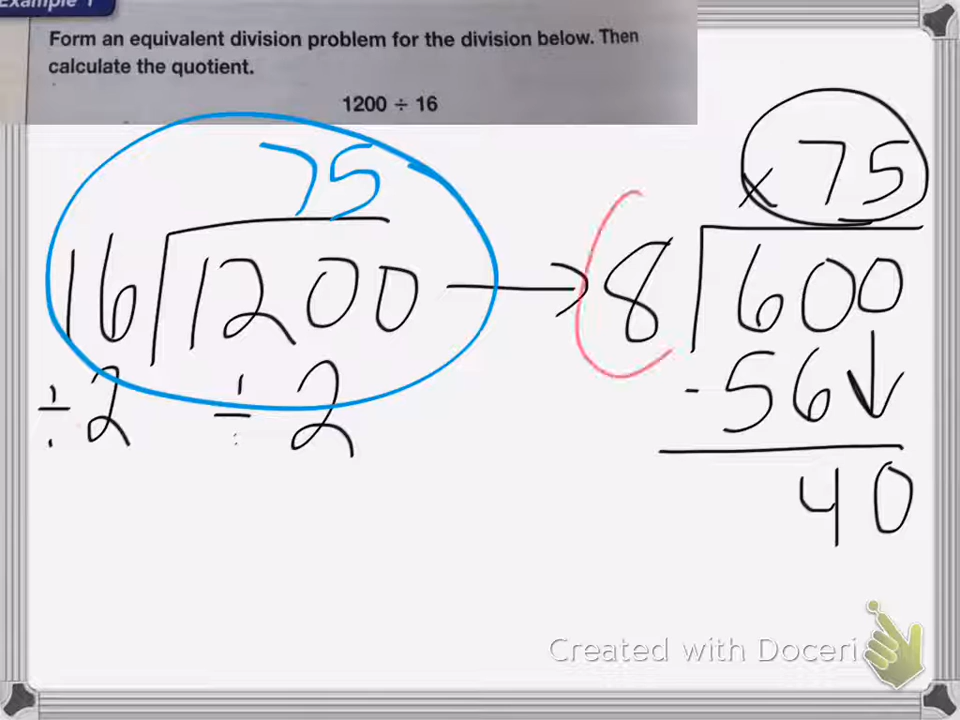 Example 1
Form an equivalent division problem for the division below. Then
calculate the quotient.
1200 ÷ 16
75
16 1200
÷2 ÷2
x 75
8 600
- 56
40
Created with Doceri